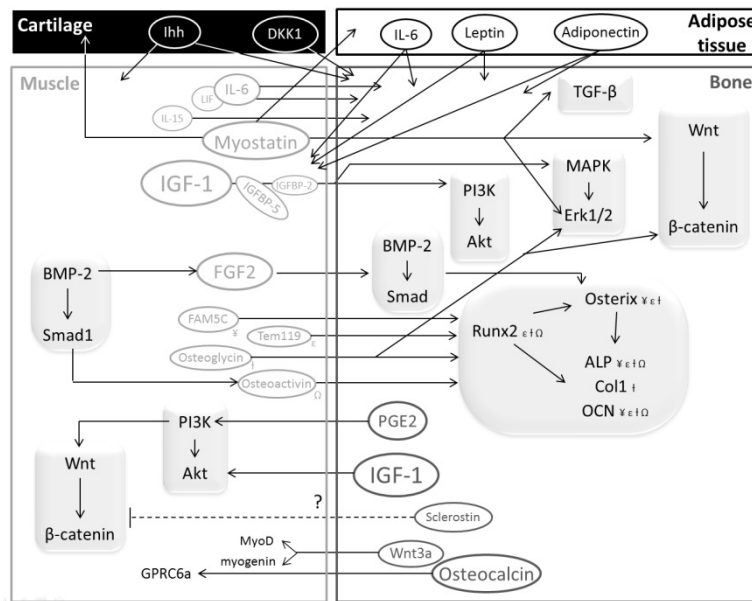 Cartilage
Ihh
DKK1
IL-6
Leptin
Adiponectin
Adipose
tissue
Muscle
Bone
IL-6
LIF
IL-15
Myostatin
TGF-β
Wnt
β-catenin
IGF-1
IGFBP-5
IGFBP-2
PI3K
Akt
MAPK
Erk1/2
BMP-2
Smad1
FGF2
BMP-2
Smad
FAM5C ¥
Tem119 ε
Osteoglycin ƚ
Osteoactivin Ω
Runx2 ε ƚ Ω
Osterix ¥ ε ƚ
ALP ¥ ε ƚ Ω
Col1 ƚ
OCN ¥ ε ƚ Ω
PI3K
Akt
PGE2
IGF-1
Wnt
β-catenin
?
Sclerostin
MyoD
myogenin
Wnt3a
GPRC6a
Osteocalcin